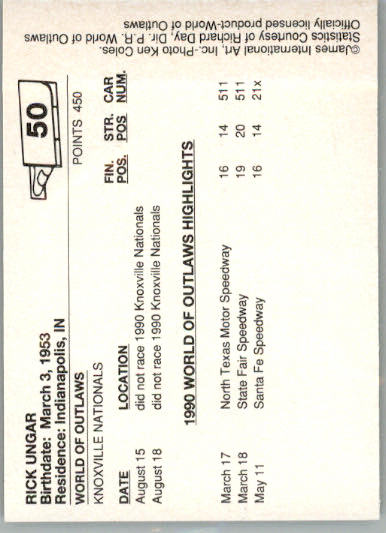 RICK UNGAR
Birthdate: March 3, 1953
Residence: Indianapolis, IN
50
WORLD OF OUTLAWS POINTS 450
KNOXVILLE NATIONALS
FIN. STR. CAR
DATE LOCATION POS. POS NUM.
August 15 did not race 1990 Knoxville Nationals
August 18 did not race 1990 Knoxville Nationals
1990 WORLD OF OUTLAWS HIGHLIGHTS
March 17 North Texas Motor Speedway 16 14 511
March 18 State Fair Speedway 19 20 511
May 11 Santa Fe Speedway 16 14 21x
©James International Art, Inc.-Photo Ken Coles.
Statistics Courtesy of Richard Day, Dir. P.R. World of Outlaws
Officially licensed product-World of Outlaws